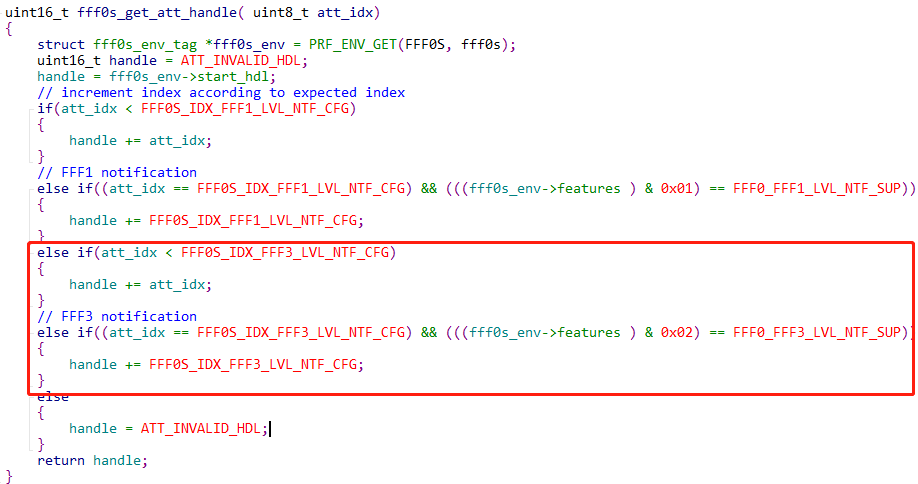 uint16_t fff0s_get_att_handle( uint8_t att_idx)
{
    struct fff0s_env_tag *fff0s_env = PRF_ENV_GET(FFF0S, fff0s);
    uint16_t handle = ATT_INVALID_HDL;
    handle = fff0s_env->start_hdl;
    // increment index according to expected index
    if(att_idx < FFF0S_IDX_FFF1_LVL_NTF_CFG)
    {
        handle += att_idx;
    }
    // FFF1 notification
    else if((att_idx == FFF0S_IDX_FFF1_LVL_NTF_CFG) && (((fff0s_env->features ) & 0x01) == FFF0_FFF1_LVL_NTF_SUP))
    {
        handle += FFF0S_IDX_FFF1_LVL_NTF_CFG;
    }
    else if(att_idx < FFF0S_IDX_FFF3_LVL_NTF_CFG)
    {
        handle += att_idx;
    }
    // FFF3 notification
    else if((att_idx == FFF0S_IDX_FFF3_LVL_NTF_CFG) && (((fff0s_env->features ) & 0x02) == FFF0_FFF3_LVL_NTF_SUP))
    {
        handle += FFF0S_IDX_FFF3_LVL_NTF_CFG;
    }
    else
    {
        handle = ATT_INVALID_HDL;
    }
    return handle;
}